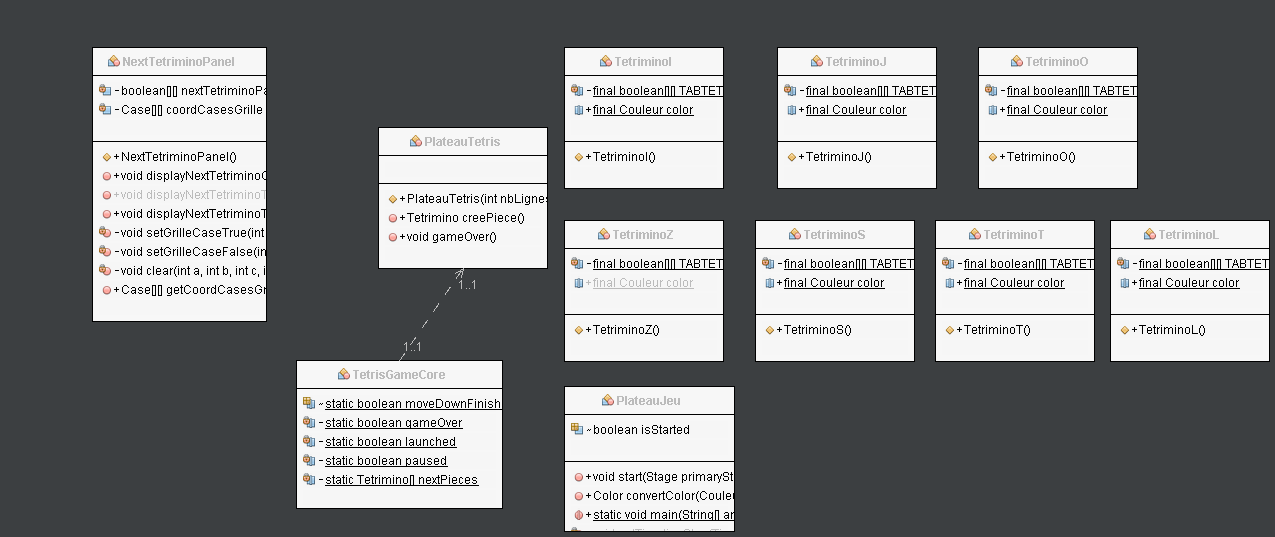 NextTetriminoPanel
-boolean[][] nextTetriminoPa
-Case[][] coordCasesGrille
+NextTetriminoPanel()
+void displayNextTetriminoO
+void displayNextTetriminoT
+void displayNextTetriminoT
-void setGrilleCaseTrue(int
-void setGrilleCaseFalse(in
-void clear(int a, int b, int c, i
+Case[][] getCoordCasesGr
PlateauTetris
+PlateauTetris(int nbLignes
+Tetrimino creePiece()
+void gameOver()
1..1
1..1
TetrisGameCore
~static boolean moveDownFinish
-static boolean gameOver
-static boolean launched
-static boolean paused
-static Tetrimino[] nextPieces
TetriminoI
-final boolean[][] TABTET
+final Couleur color
+TetriminoI()
TetriminoJ
-final boolean[][] TABTET
+final Couleur color
+TetriminoJ()
TetriminoO
-final boolean[][] TABTET
+final Couleur color
+TetriminoO()
TetriminoZ
-final boolean[][] TABTET
+final Couleur color
+TetriminoZ()
TetriminoS
-final boolean[][] TABTET
+final Couleur color
+TetriminoS()
TetriminoT
-final boolean[][] TABTET
+final Couleur color
+TetriminoT()
TetriminoL
-final boolean[][] TABTET
+final Couleur color
+TetriminoL()
PlateauJeu
~boolean isStarted
+void start(Stage primarySt
+Color convertColor(Couleu
+static void main(String[] ar